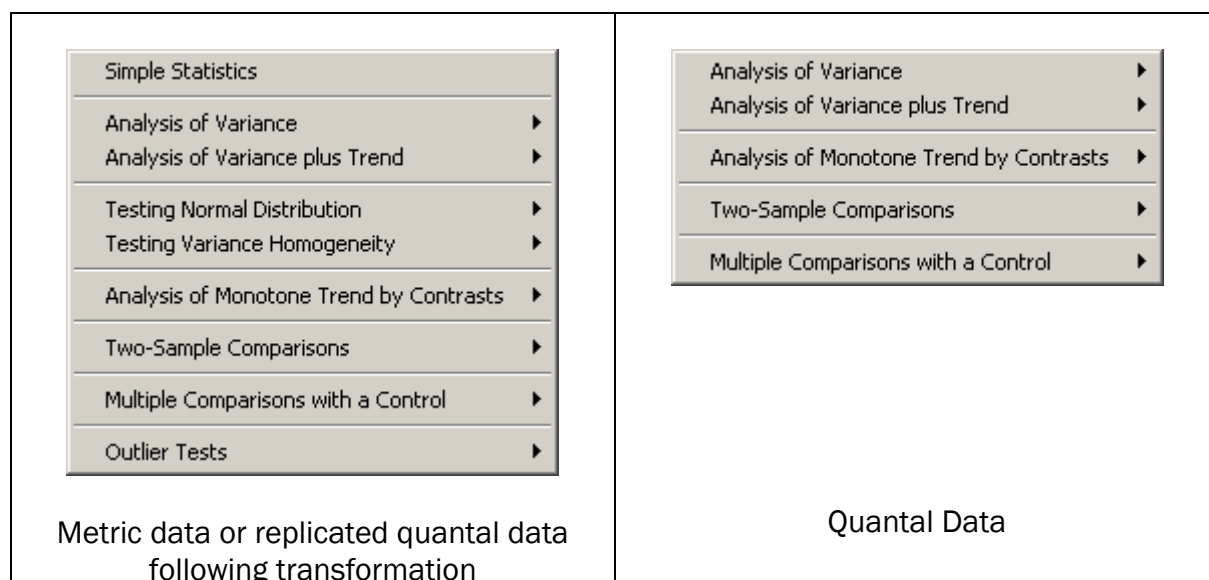 Simple Statistics
Analysis of Variance
Analysis of Variance plus Trend
Testing Normal Distribution
Testing Variance Homogeneity
Analysis of Monotone Trend by Contrasts
Two-Sample Comparisons
Multiple Comparisons with a Control
Outlier Tests
Metric data or replicated quantal data
following transformation
Analysis of Variance
Analysis of Variance plus Trend
Analysis of Monotone Trend by Contrasts
Two-Sample Comparisons
Multiple Comparisons with a Control
Quantal Data